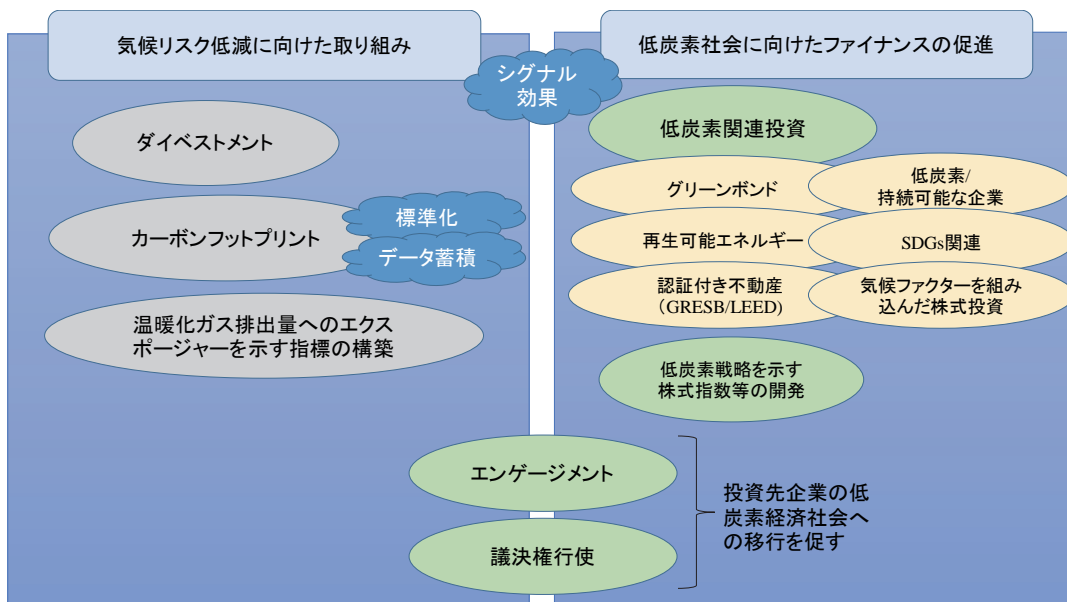 気候リスク低減に向けた取り組み
低炭素社会に向けたファイナンスの促進
シグナル
効果
ダイベストメント
カーボンフットプリント
標準化
データ蓄積
温暖化ガス排出量へのエクス
ポージャーを示す指標の構築
低炭素関連投資
グリーンボンド
低炭素/
持続可能な企業
再生可能エネルギー
SDGs関連
認証付き不動産
（GRESB/LEED)
気候ファクターを組み
込んだ株式投資
低炭素戦略を示す
株式指数等の開発
エンゲージメント
議決権行使
投資先企業の低
炭素経済社会へ
の移行を促す